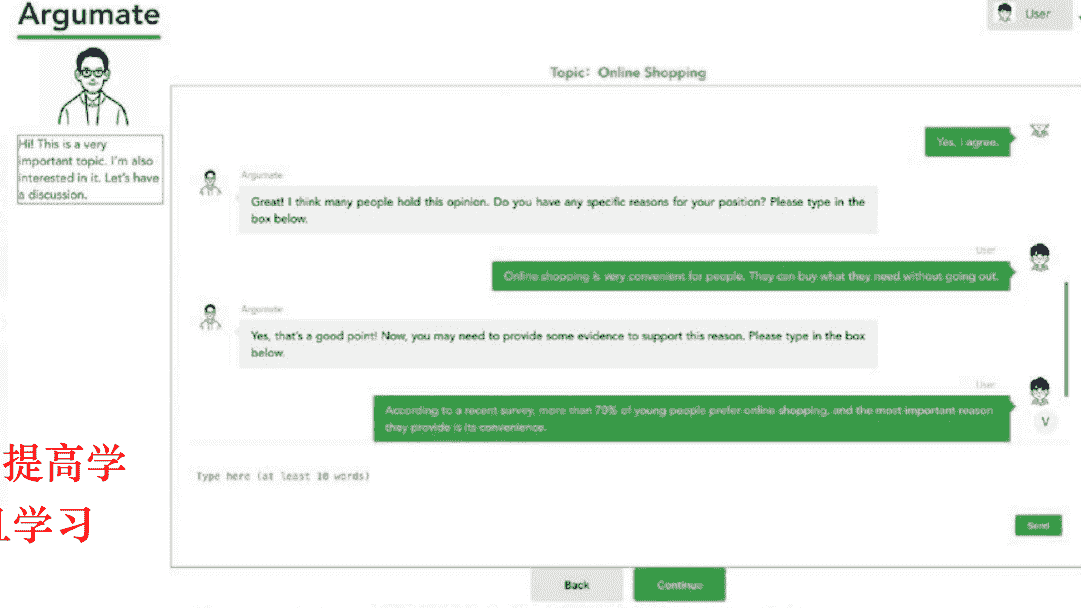 Argumate
User
Topic: Online Shopping
Hi! This is a very
important topic. I'm also
interested in it. Let's have
a discussion.
Yes, I agree.
Argumate
Great! I think many people hold this opinion. Do you have any specific reasons for your position? Please type in the
box below.
User
Online shopping is very convenient for people. They can buy what they need without going out.
Argumate
Yes, that's a good point! Now, you may need to provide some evidence to support this reason. Please type in the box
below.
User
According to a recent survey, more than 70% of young people prefer online shopping, and the most important reason
they provide is its convenience.
V
提高学
学习
Type here (at least 10 words)
Send
Back
Continue